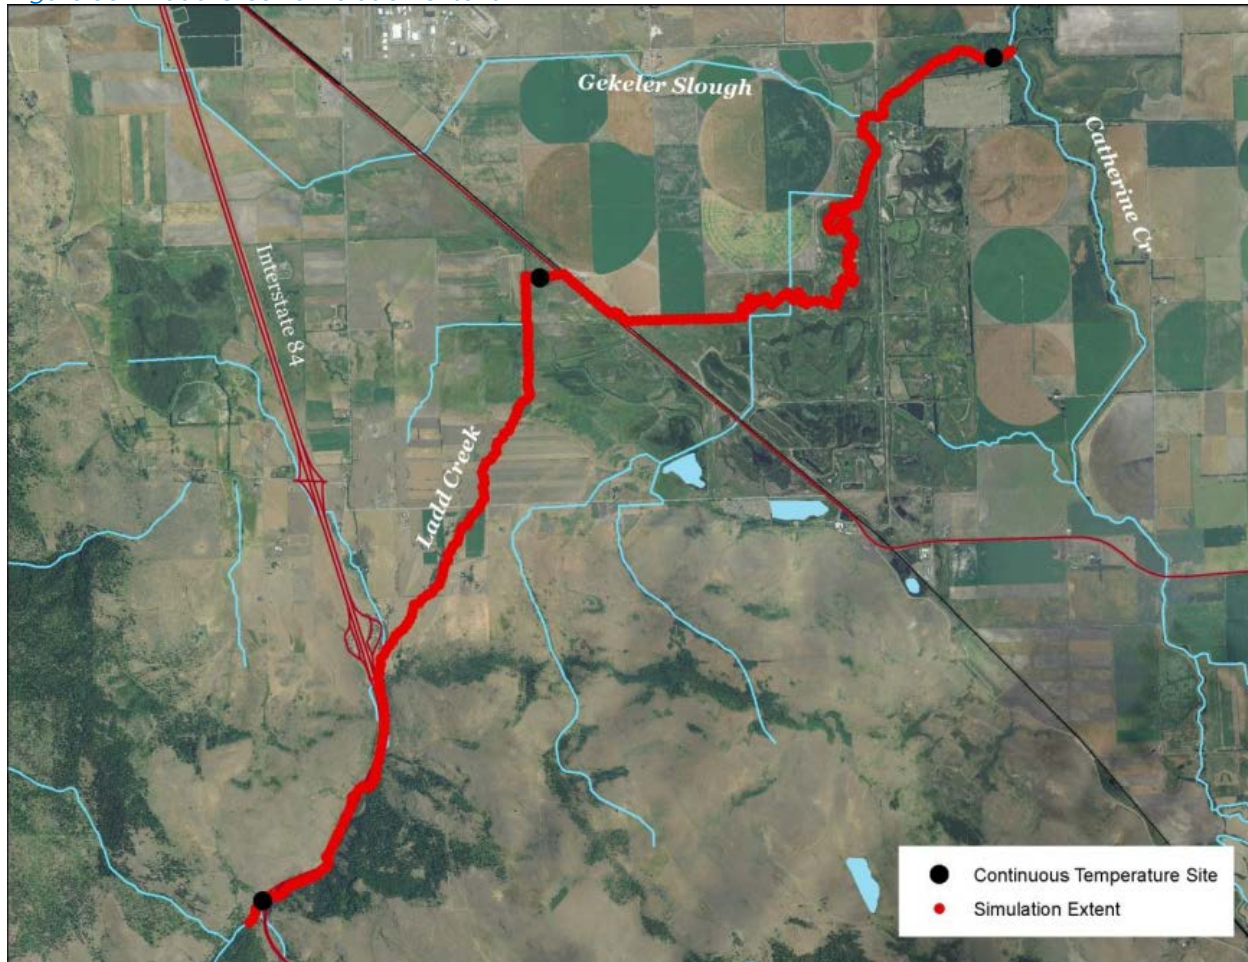 Gekeler Slough
Catherine Cr
Interstate 84
Ladd Creek
Continuous Temperature Site
Simulation Extent